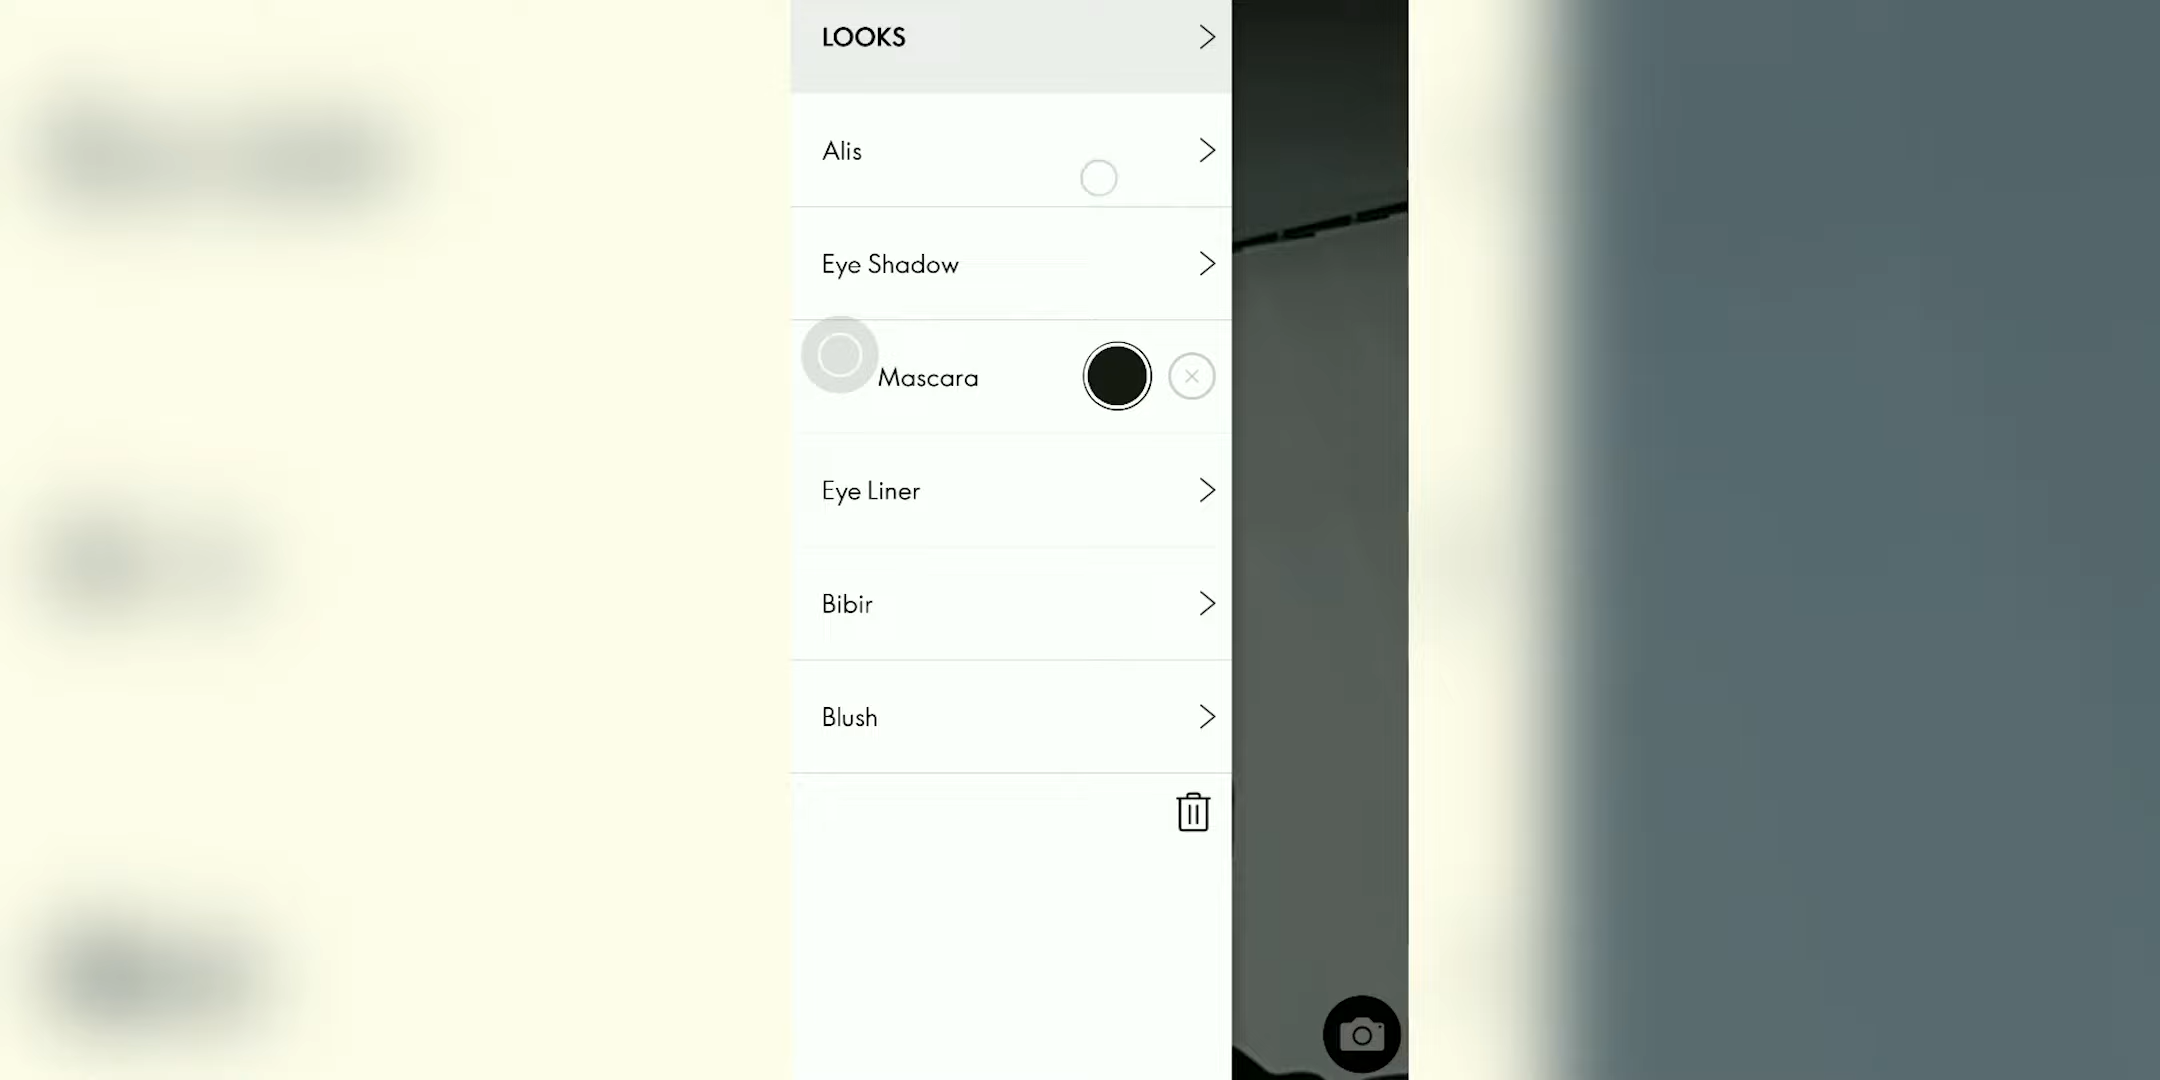 LOOKS
Alis
Eye Shadow
Mascara
Eye Liner
Bibir
Blush